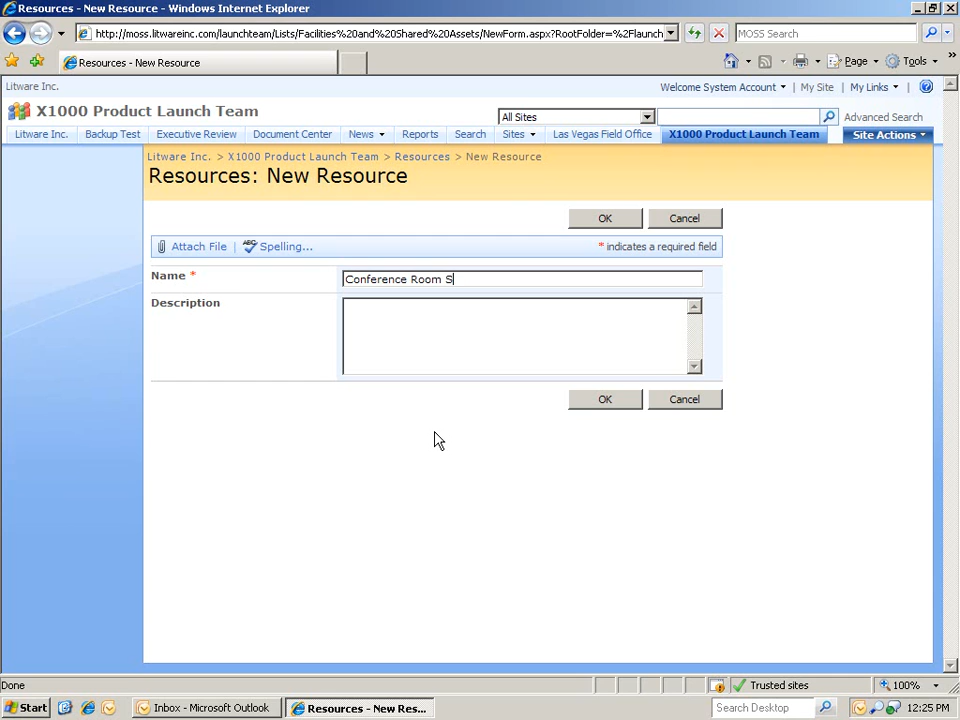 Resources - New Resource - Windows Internet Explorer
http://moss.litwareinc.com/launchteam/Lists/Facilities%20and%20Shared%20Assets/NewForm.aspx?RootFolder=%2Flaunch
MOSS Search
Resources - New Resource
Page
Tools
Litware Inc.
Welcome System Account
My Site
My Links
X1000 Product Launch Team
All Sites
Advanced Search
Litware Inc.
Backup Test
Executive Review
Document Center
News
Reports
Search
Sites
Las Vegas Field Office
X1000 Product Launch Team
Site Actions
Litware Inc. > X1000 Product Launch Team > Resources > New Resource
Resources: New Resource
OK
Cancel
Attach File
ABC Spelling...
* indicates a required field
Name *
Conference Room S
Description
OK
Cancel
Done
Trusted sites
100%
Start
Inbox - Microsoft Outlook
Resources - New Res...
Search Desktop
12:25 PM